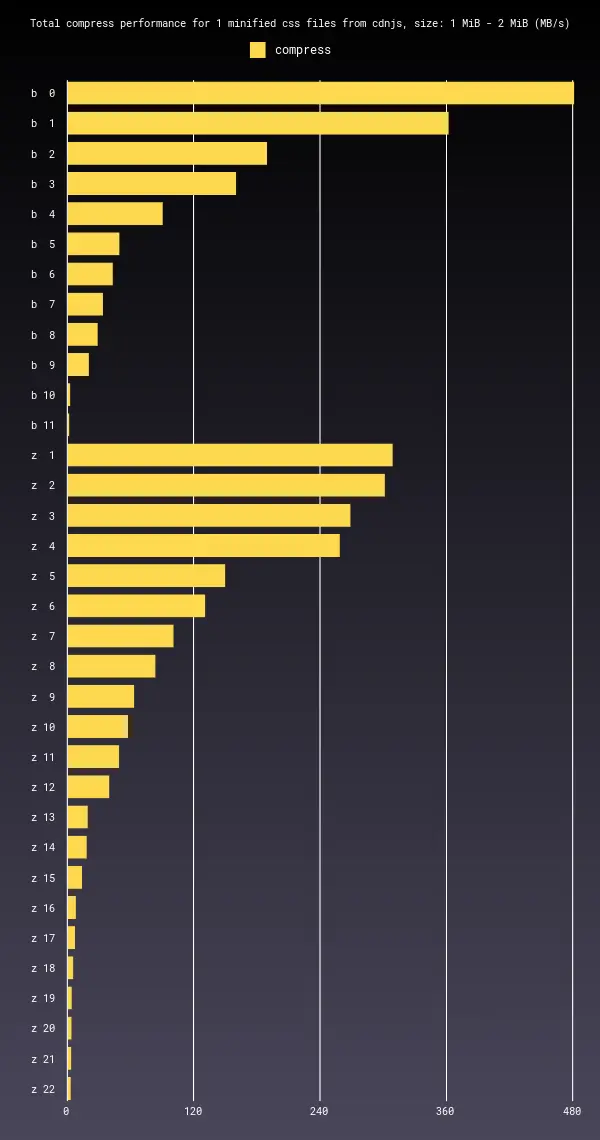 Total compress performance for 1 minified css files from cdnjs, size: 1 MiB - 2 MiB (MB/s)
compress
b 0
b 1
b 2
b 3
b 4
b 5
b 6
b 7
b 8
b 9
b 10
b 11
z 1
z 2
z 3
z 4
z 5
z 6
z 7
z 8
z 9
z 10
z 11
z 12
z 13
z 14
z 15
z 16
z 17
z 18
z 19
z 20
z 21
z 22
0 120 240 360 480